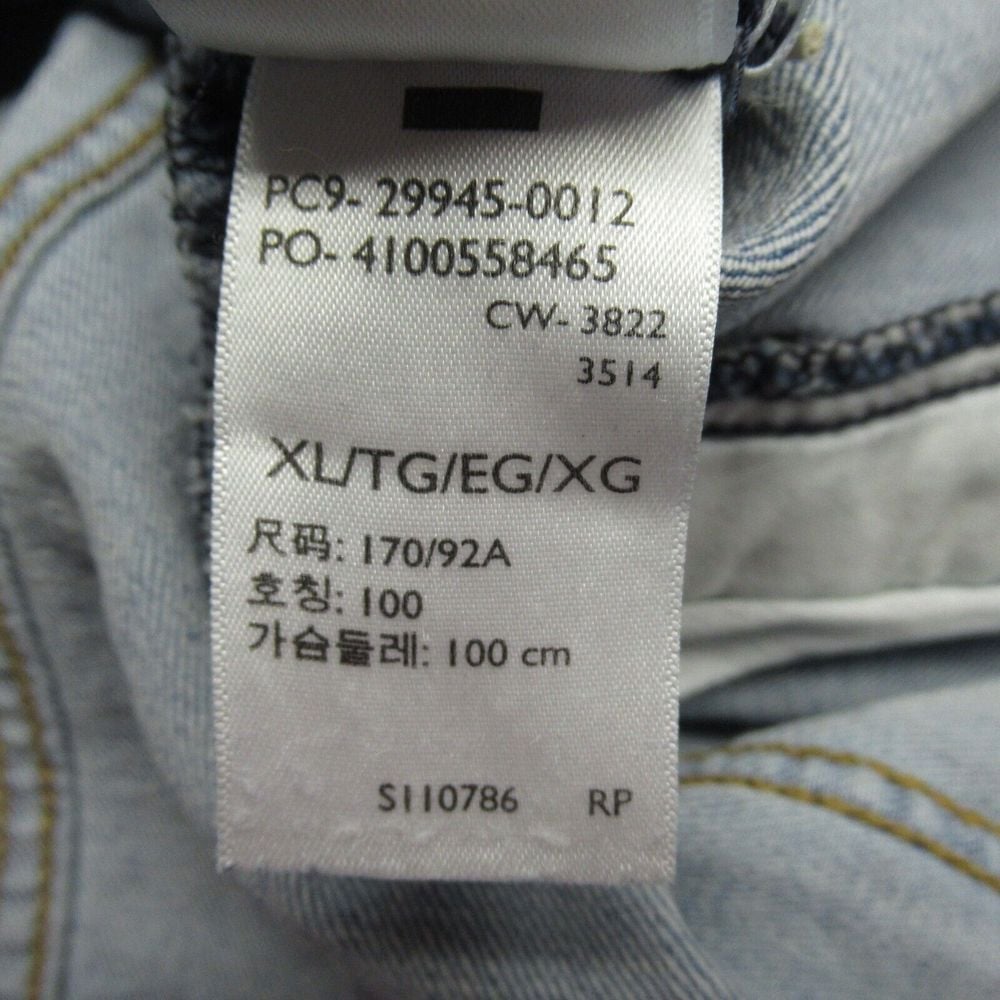 PC9- 29945-0012
PO- 4100558465
CW- 3822
3514
XL/TG/EG/XG
尺码: 170/92A
호칭: 100
가슴둘레: 100 cm
S110786 RP